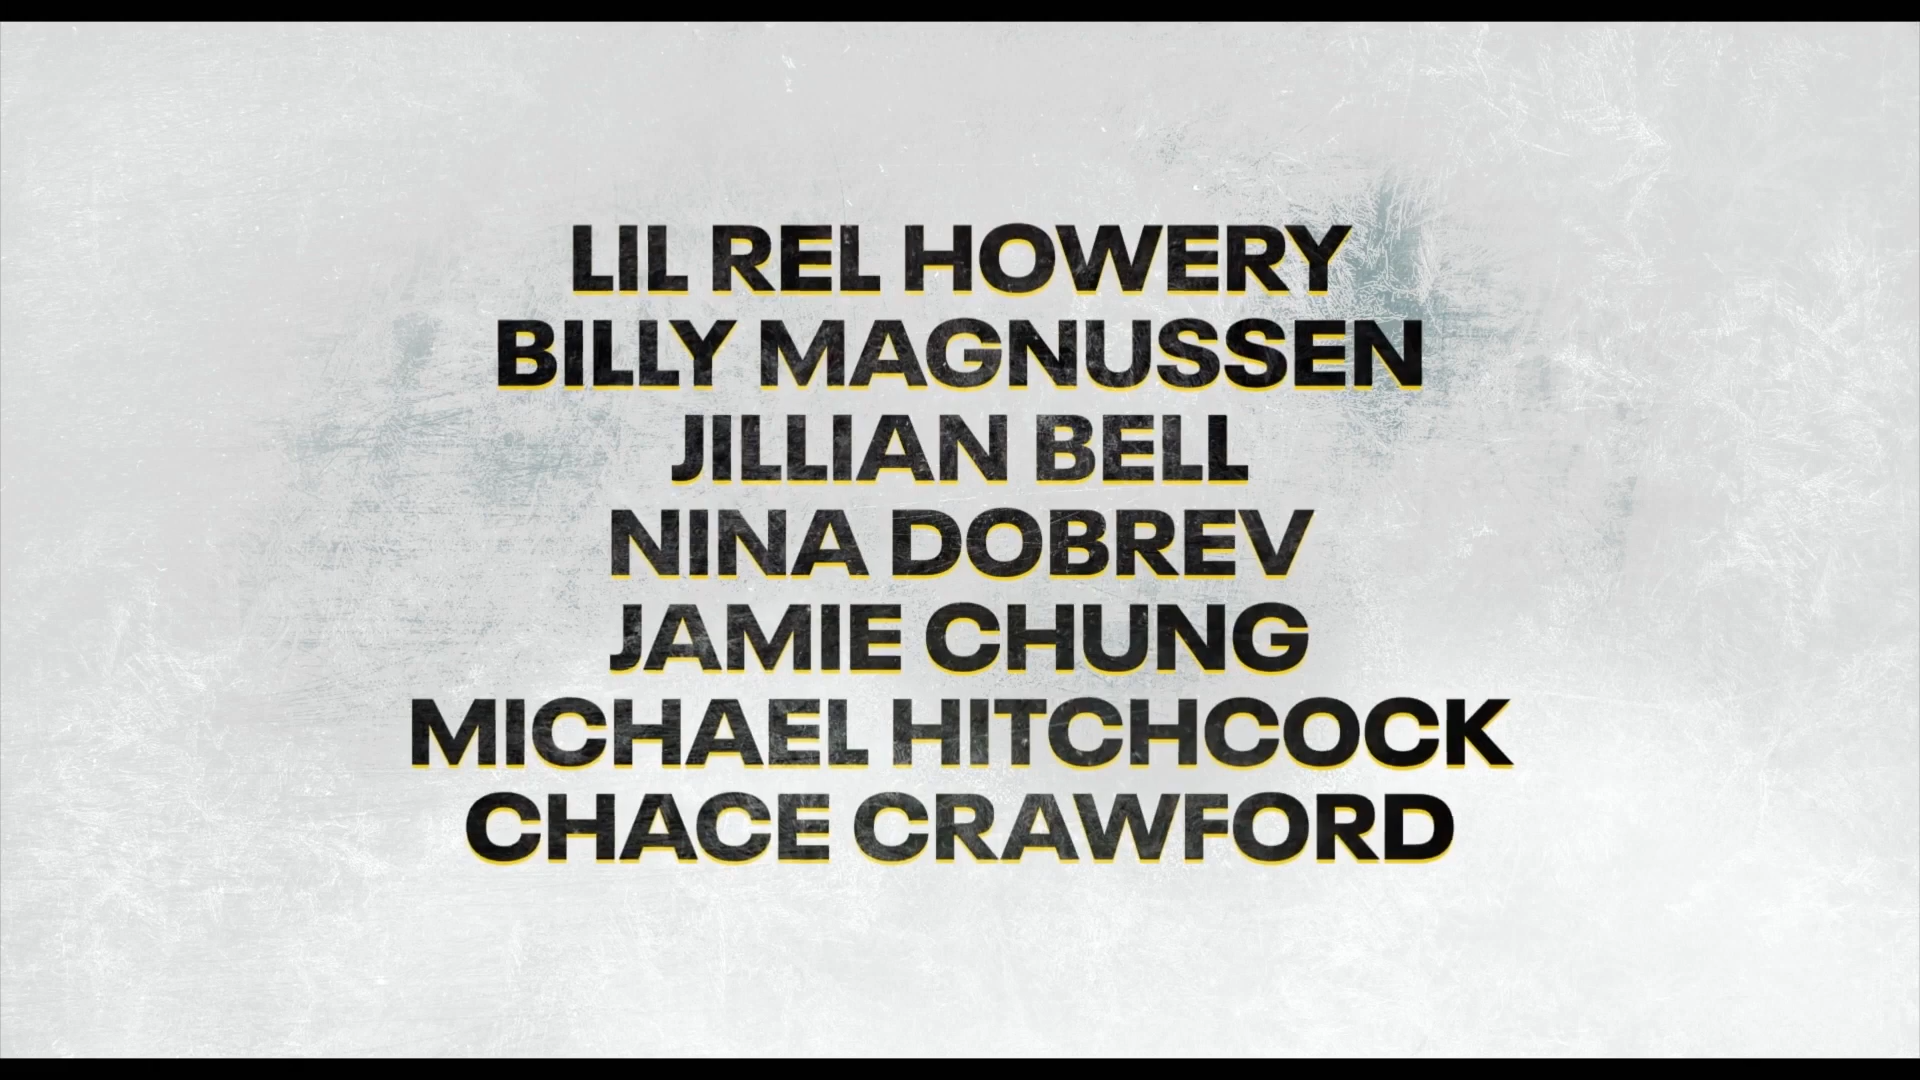 LIL REL HOWERY
BILLY MAGNUSSEN
JILLIAN BELL
NINA DOBREV
JAMIE CHUNG
MICHAEL HITCHCOCK
CHACE CRAWFORD